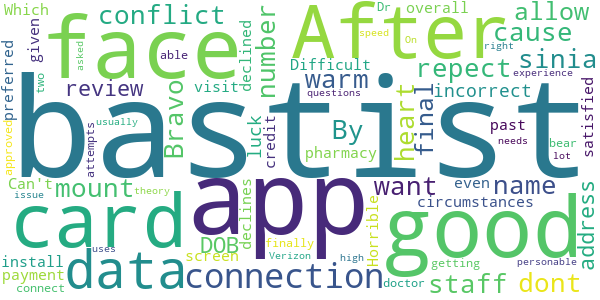 conflict
Which
given
preferred
two
face
After
Dr
overall
On
speed
right
allow
cause
review
visit
able
asked
declined
number
Difficult
warm
repect
sinia
experience
Bravo
luck
credit
By
questions
pharmacy
heart
final
incorrect
past
needs
lot
bear
satisfied
bastist
approved
attempts
usually
Can't
mount
theory
issue
declines
app
want
even
name
circumstances
address
card
good
DOB
finally
screen
Verizon
Horrible
high
doctor
getting
personable
install
payment
connect
uses
data
connection
staff
dont